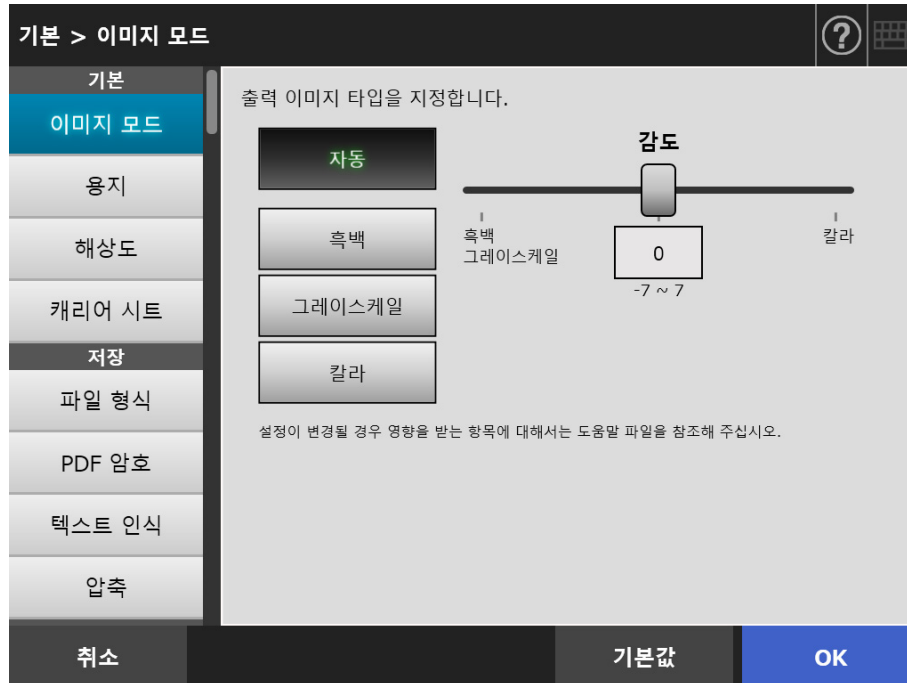 기본 > 이미지 모드
?
기본
이미지 모드
용지
해상도
캐리어 시트
저장
파일 형식
PDF 암호
텍스트 인식
압축
출력 이미지 타입을 지정합니다.
자동
흑백
그레이스케일
칼라
감도
흑백
그레이스케일
칼라
0
-7 ~ 7
설정이 변경될 경우 영향을 받는 항목에 대해서는 도움말 파일을 참조해 주십시오.
취소
기본값
OK